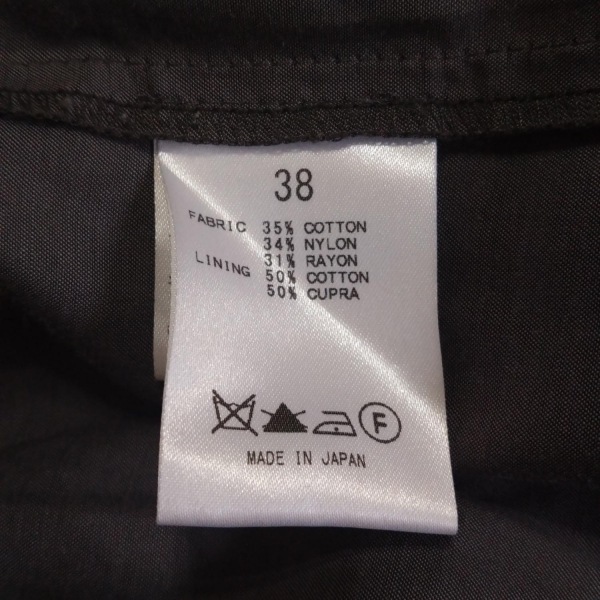 38
FABRIC 35% COTTON
34% NYLON
31% RAYON
LINING 50% COTTON
50% CUPRA
F
MADE IN JAPAN